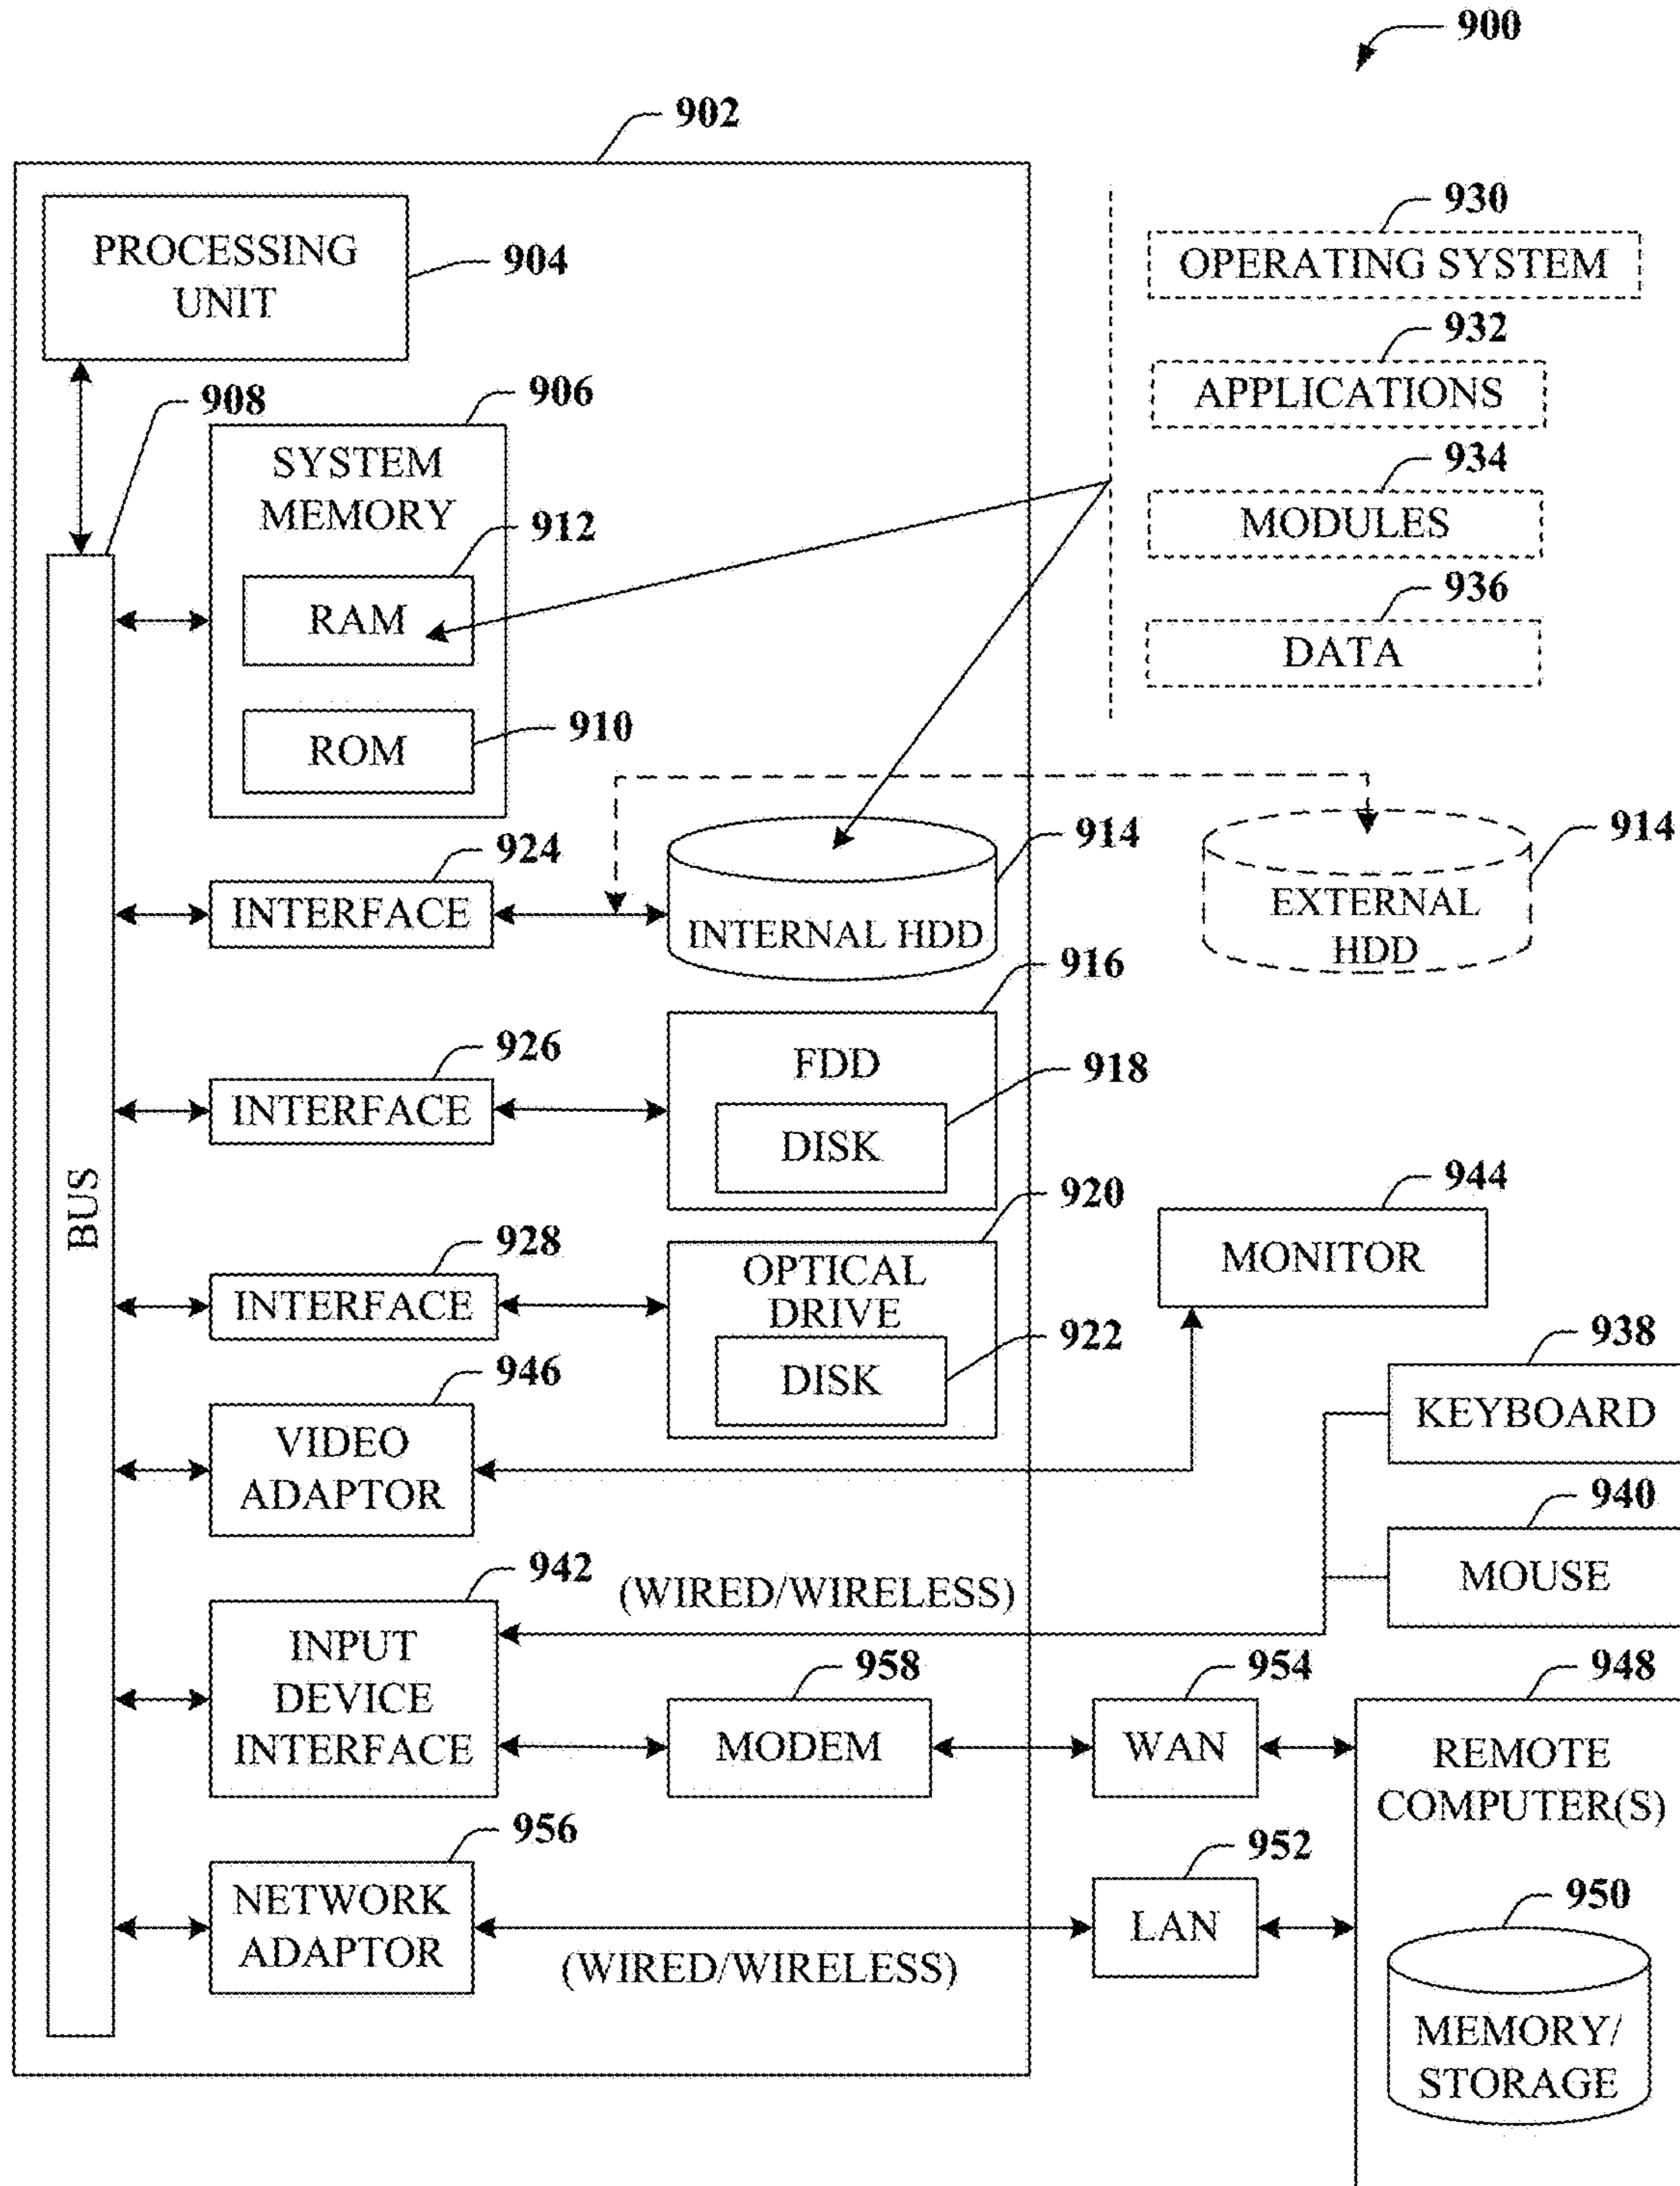 900
902
PROCESSING
UNIT
904
930
OPERATING SYSTEM
932
APPLICATIONS
934
MODULES
936
DATA
908
906
SYSTEM
MEMORY
912
RAM
910
ROM
924
INTERFACE
914
INTERNAL HDD
914
EXTERNAL
HDD
926
INTERFACE
916
FDD
918
DISK
BUS
928
INTERFACE
920
OPTICAL
DRIVE
922
DISK
944
MONITOR
946
VIDEO
ADAPTOR
938
KEYBOARD
940
MOUSE
942
INPUT
DEVICE
INTERFACE
(WIRED/WIRELESS)
958
MODEM
954
WAN
948
REMOTE
COMPUTER(S)
956
NETWORK
ADAPTOR
(WIRED/WIRELESS)
952
LAN
950
MEMORY/
STORAGE